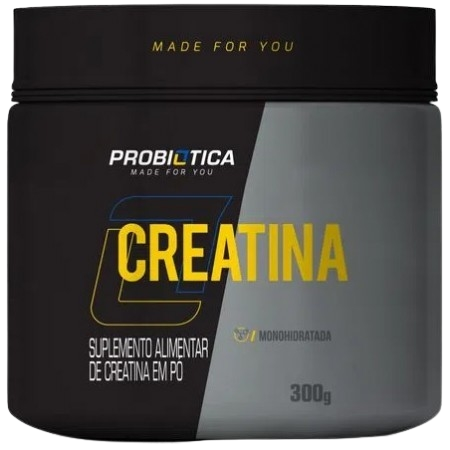 MADE FOR YOU
PROBIOTICA
MADE FOR YOU
CREATINA
MONOHIDRATADA
SUPLEMENTO ALIMENTAR
DE CREATINA EM PÓ
300g